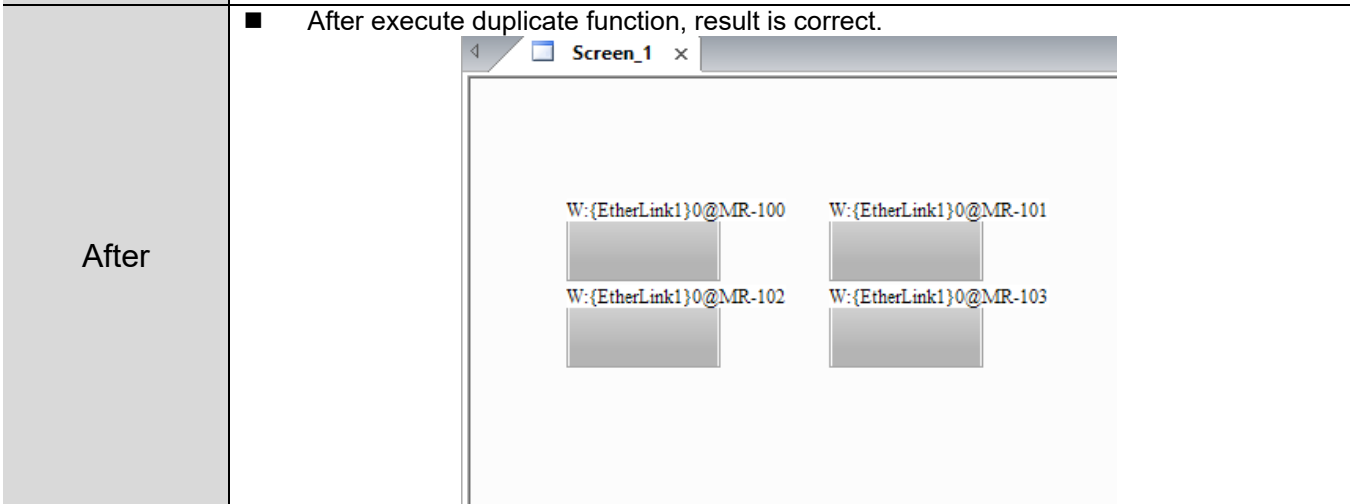 ■ After execute duplicate function, result is correct.
Screen_1 ×
After
W:{EtherLink1}0@MR-100 W:{EtherLink1}0@MR-101
W:{EtherLink1}0@MR-102 W:{EtherLink1}0@MR-103